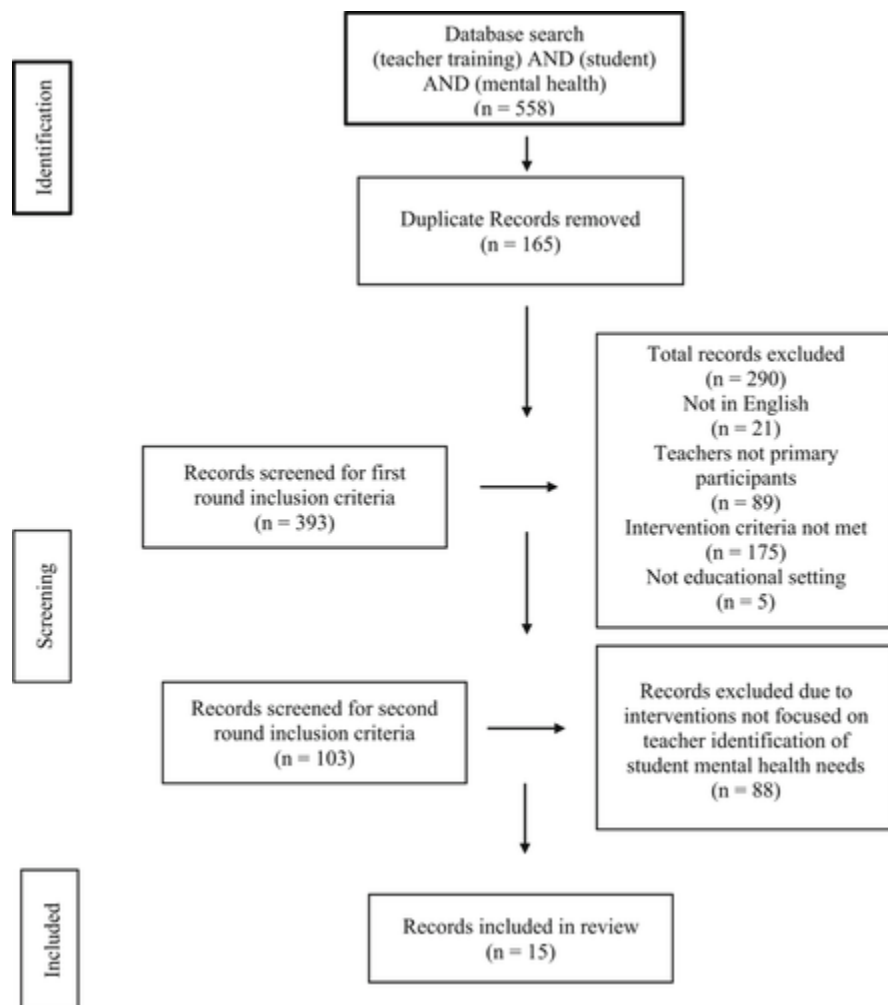 Database search
(teacher training) AND (student)
AND (mental health)
(n = 558)
Identification
Duplicate Records removed
(n = 165)
Total records excluded
(n = 290)
Not in English
(n = 21)
Teachers not primary
participants
(n = 89)
Intervention criteria not met
(n = 175)
Not educational setting
(n = 5)
Records screened for first
round inclusion criteria
(n = 393)
Screening
Records screened for second
round inclusion criteria
(n = 103)
Records excluded due to
interventions not focused on
teacher identification of
student mental health needs
(n = 88)
Included
Records included in review
(n = 15)